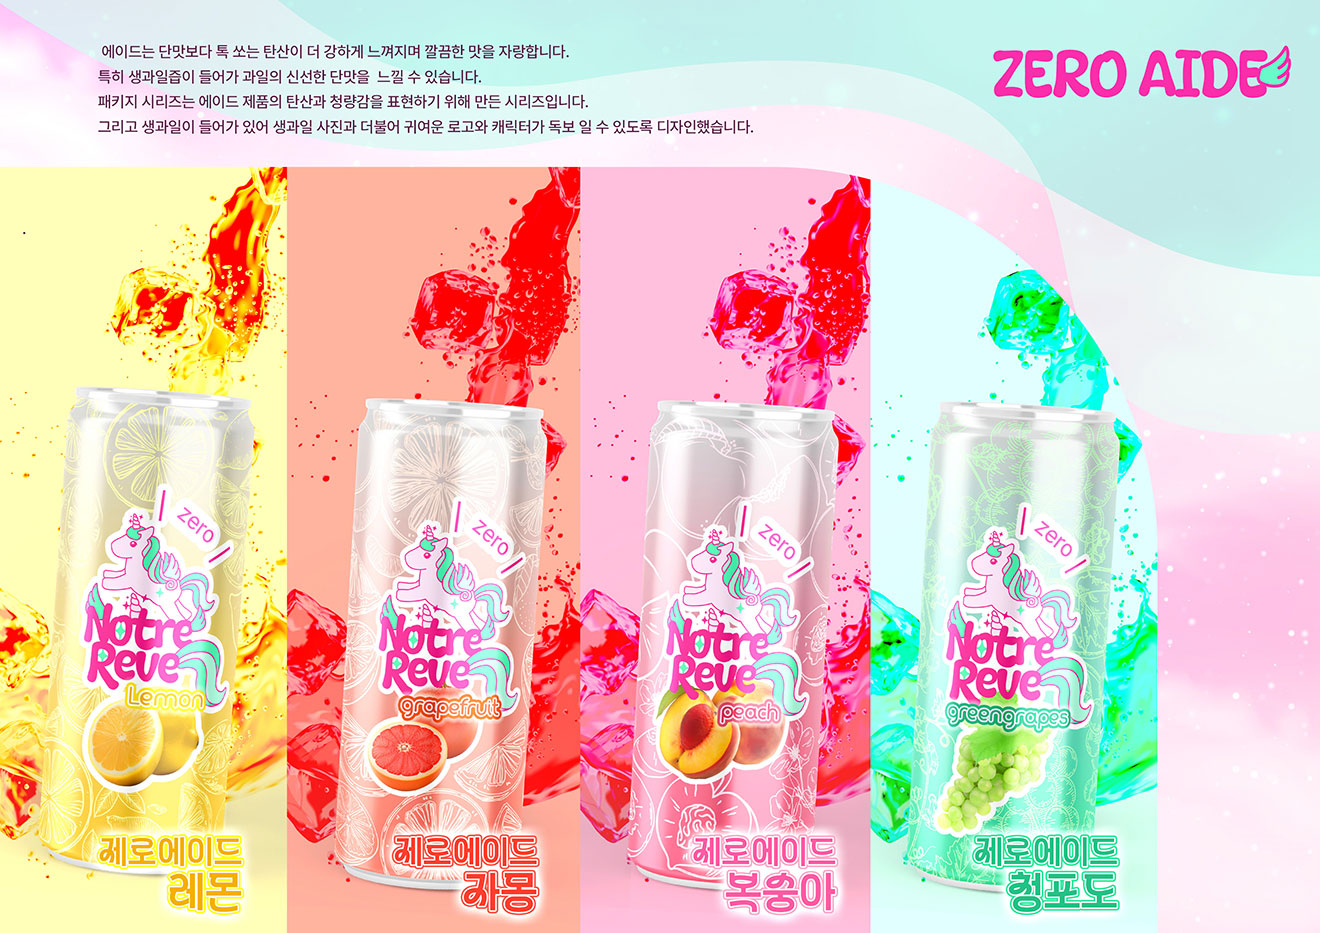 에이드는 단맛보다 톡 쏘는 탄산이 더 강하게 느껴지며 깔끔한 맛을 자랑합니다.
특히 생과일즙이 들어가 과일의 신선한 단맛을 느낄 수 있습니다.
패키지 시리즈는 에이드 제품의 탄산과 청량감을 표현하기 위해 만든 시리즈입니다.
그리고 생과일이 들어가 있어 생과일 사진과 더불어 귀여운 로고와 캐릭터가 독보 일 수 있도록 디자인했습니다.
ZERO AIDE
zero
Notre
Reve
Lemon
제로에이드
레몬
zero
Notre
Reve
grapefruit
제로에이드
자몽
zero
Notre
Reve
peach
제로에이드
복숭아
zero
Notre
Reve
greengrapes
제로에이드
청포도